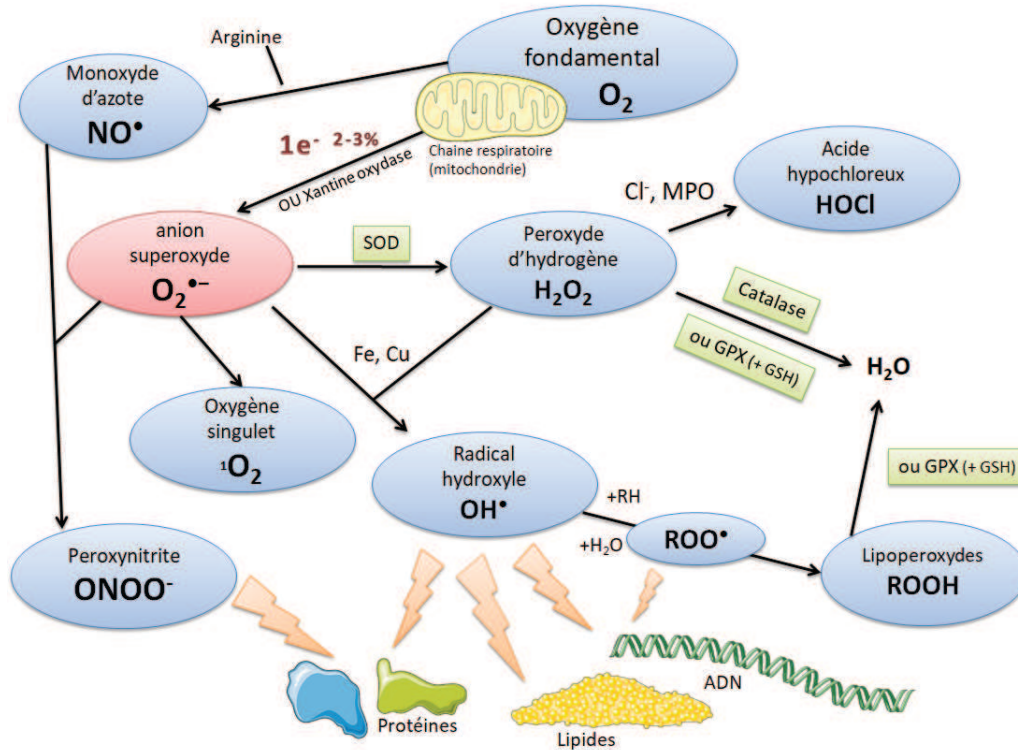 Arginine
Oxygène
fondamental
O₂
Monoxyde
d'azote
NO•
1e⁻ 2-3%
OU Xantine oxydase
Chaine respiratoire
(mitochondrie)
Acide
hypochloreux
HOCl
Cl⁻, MPO
anion
superoxyde
O₂•–
SOD
Peroxyde
d'hydrogène
H₂O₂
Catalase
ou GPX (+ GSH)
H₂O
Fe, Cu
Oxygène
singulet
¹O₂
Radical
hydroxyle
OH•
+RH
+H₂O
ROO•
ou GPX (+ GSH)
Peroxynitrite
ONOO⁻
Lipoperoxydes
ROOH
ADN
Protéines
Lipides